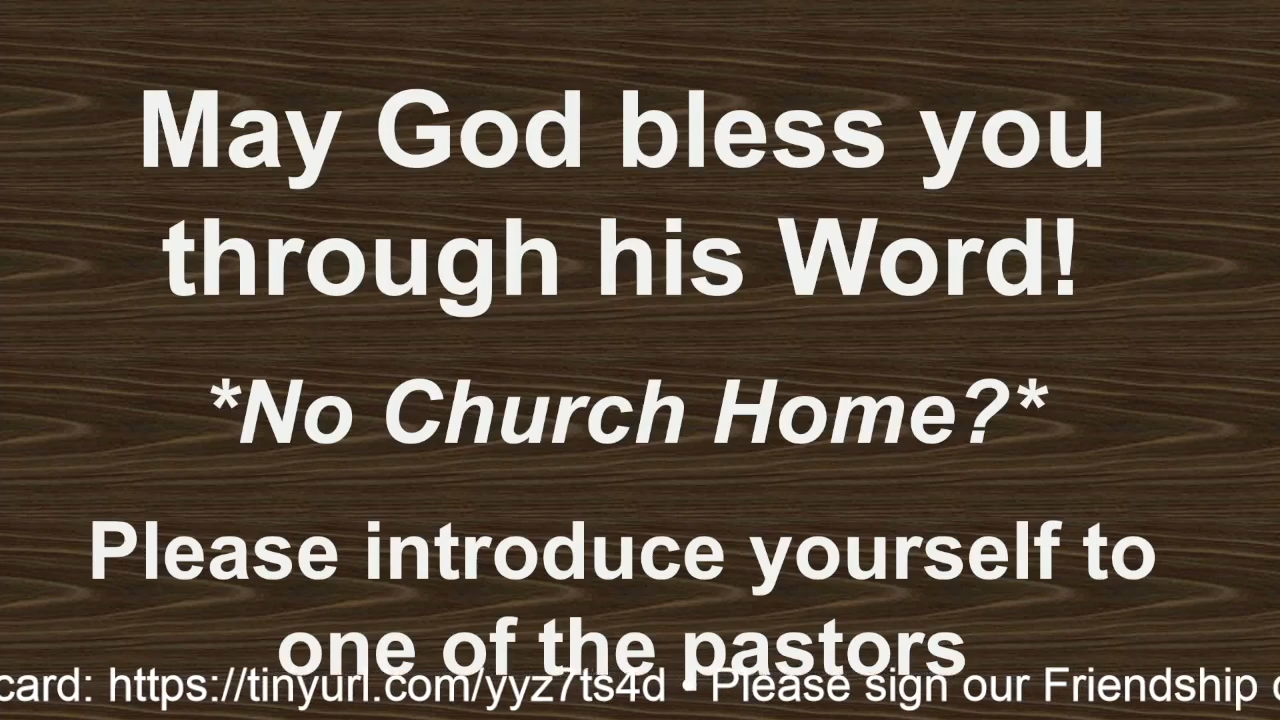 May God bless you
through his Word!
*No Church Home?*
Please introduce yourself to
one of the pastors
card: https://tinyurl.com/yyz7ts4d • Please sign our Friendship